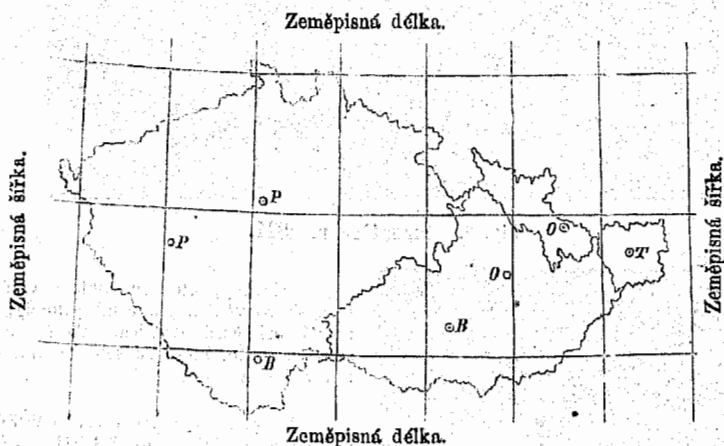 Zeměpisná délka.
Zeměpisná šířka.
Zeměpisná šířka.
P
P
O
T
O
B
B
Zeměpisná délka.